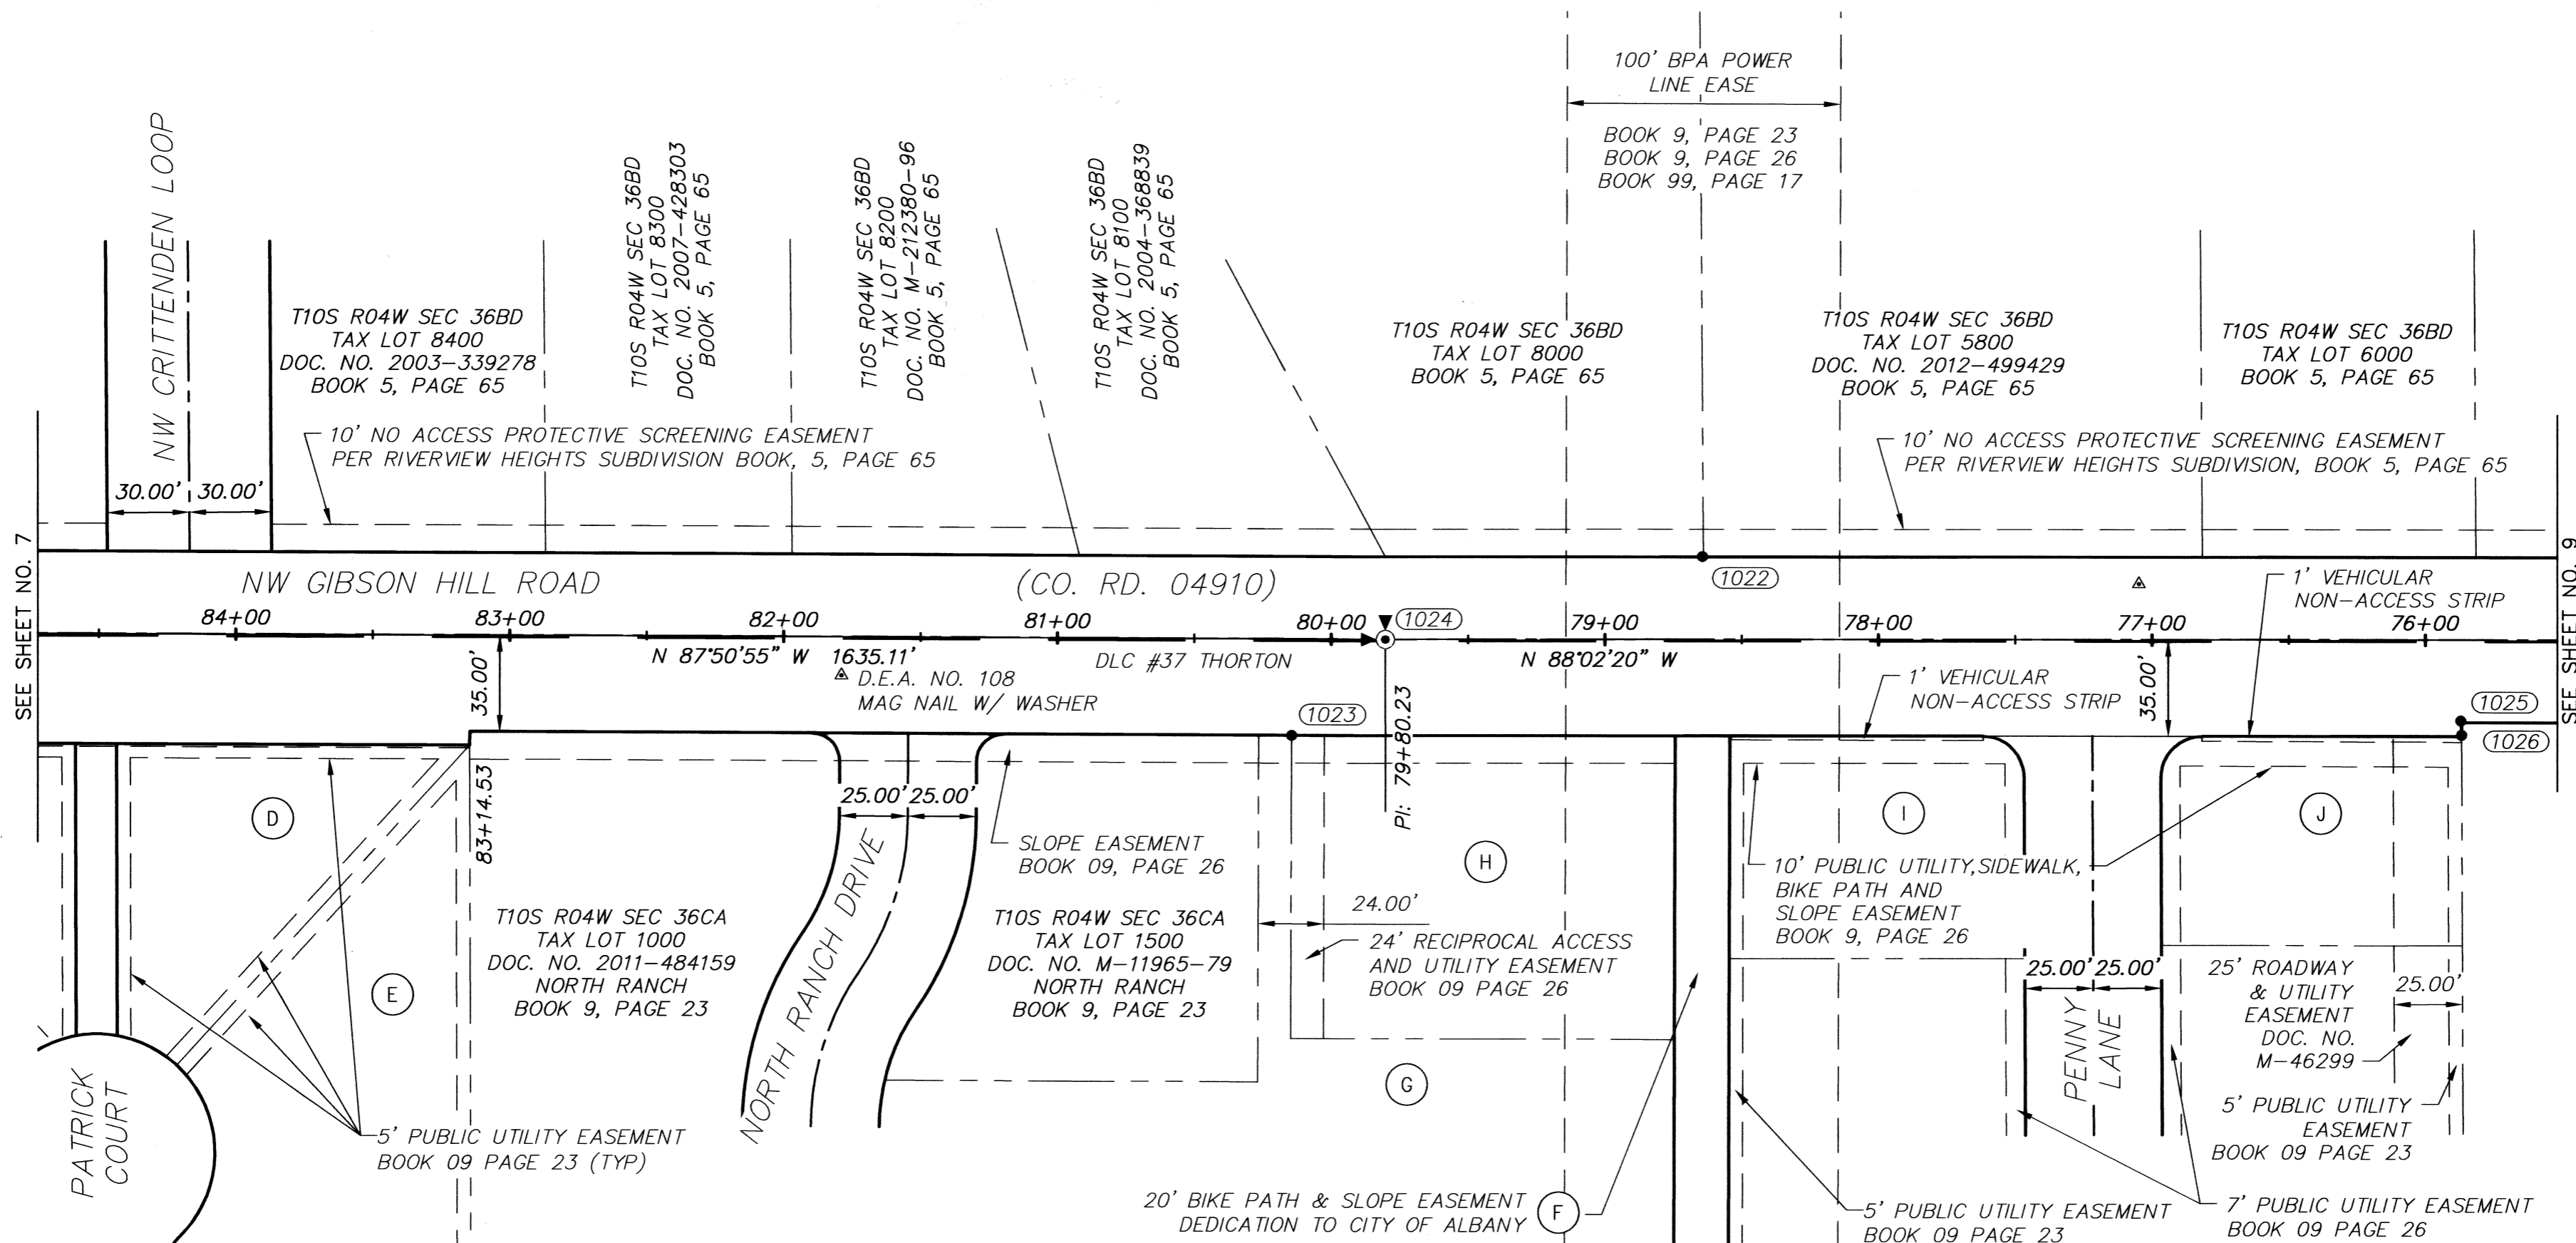 100' BPA POWER
LINE EASE
BOOK 9, PAGE 23
BOOK 9, PAGE 26
BOOK 99, PAGE 17
NW CRITTENDEN LOOP
T10S R04W SEC 36BD
TAX LOT 8400
DOC. NO. 2003-339278
BOOK 5, PAGE 65
T10S R04W SEC 36BD
TAX LOT 8300
DOC. NO. 2007-428303
BOOK 5, PAGE 65
T10S R04W SEC 36BD
TAX LOT 8200
DOC. NO. M-212380-96
BOOK 5, PAGE 65
T10S R04W SEC 36BD
TAX LOT 8100
DOC. NO. 2004-368839
BOOK 5, PAGE 65
T10S R04W SEC 36BD
TAX LOT 8000
BOOK 5, PAGE 65
T10S R04W SEC 36BD
TAX LOT 5800
DOC. NO. 2012-499429
BOOK 5, PAGE 65
T10S R04W SEC 36BD
TAX LOT 6000
BOOK 5, PAGE 65
10' NO ACCESS PROTECTIVE SCREENING EASEMENT
PER RIVERVIEW HEIGHTS SUBDIVISION BOOK, 5, PAGE 65
10' NO ACCESS PROTECTIVE SCREENING EASEMENT
PER RIVERVIEW HEIGHTS SUBDIVISION, BOOK 5, PAGE 65
30.00' 30.00'
SEE SHEET NO. 7
SEE SHEET NO. 9
NW GIBSON HILL ROAD (CO. RD. 04910)
1022
1' VEHICULAR
NON-ACCESS STRIP
84+00 83+00 82+00 81+00 80+00 1024 79+00 78+00 77+00 76+00
N 87°50'55" W 1635.11'
DLC #37 THORTON
N 88°02'20" W
35.00'
D.E.A. NO. 108
MAG NAIL W/ WASHER
1' VEHICULAR
NON-ACCESS STRIP
35.00'
1023
PI: 79+80.23
1025
1026
83+14.53
D
25.00' 25.00'
SLOPE EASEMENT
BOOK 09, PAGE 26
H
I
J
10' PUBLIC UTILITY, SIDEWALK,
BIKE PATH AND
SLOPE EASEMENT
BOOK 9, PAGE 26
E
T10S R04W SEC 36CA
TAX LOT 1000
DOC. NO. 2011-484159
NORTH RANCH
BOOK 9, PAGE 23
NORTH RANCH DRIVE
T10S R04W SEC 36CA
TAX LOT 1500
DOC. NO. M-11965-79
NORTH RANCH
BOOK 9, PAGE 23
24.00'
24' RECIPROCAL ACCESS
AND UTILITY EASEMENT
BOOK 09 PAGE 26
25.00' 25.00'
PENNY
LANE
25' ROADWAY
& UTILITY
EASEMENT
DOC. NO.
M-46299
25.00'
G
PATRICK
COURT
5' PUBLIC UTILITY EASEMENT
BOOK 09 PAGE 23 (TYP)
5' PUBLIC UTILITY
EASEMENT
BOOK 09 PAGE 23
20' BIKE PATH & SLOPE EASEMENT
DEDICATION TO CITY OF ALBANY
F
5' PUBLIC UTILITY EASEMENT
BOOK 09 PAGE 23
7' PUBLIC UTILITY EASEMENT
BOOK 09 PAGE 26